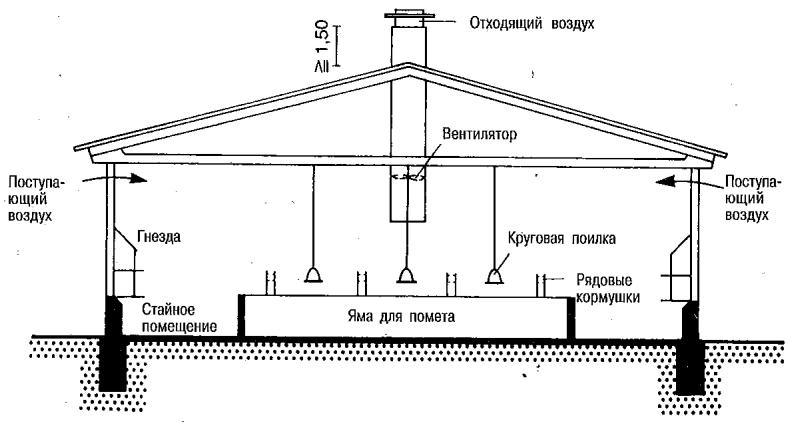 Отходящий воздух
All 1,50
Вентилятор
Поступа-
ющий
воздух
Поступа-
ющий
воздух
Гнезда
Круговая поилка
Рядовые
кормушки
Стайное
помещение
Яма для помета